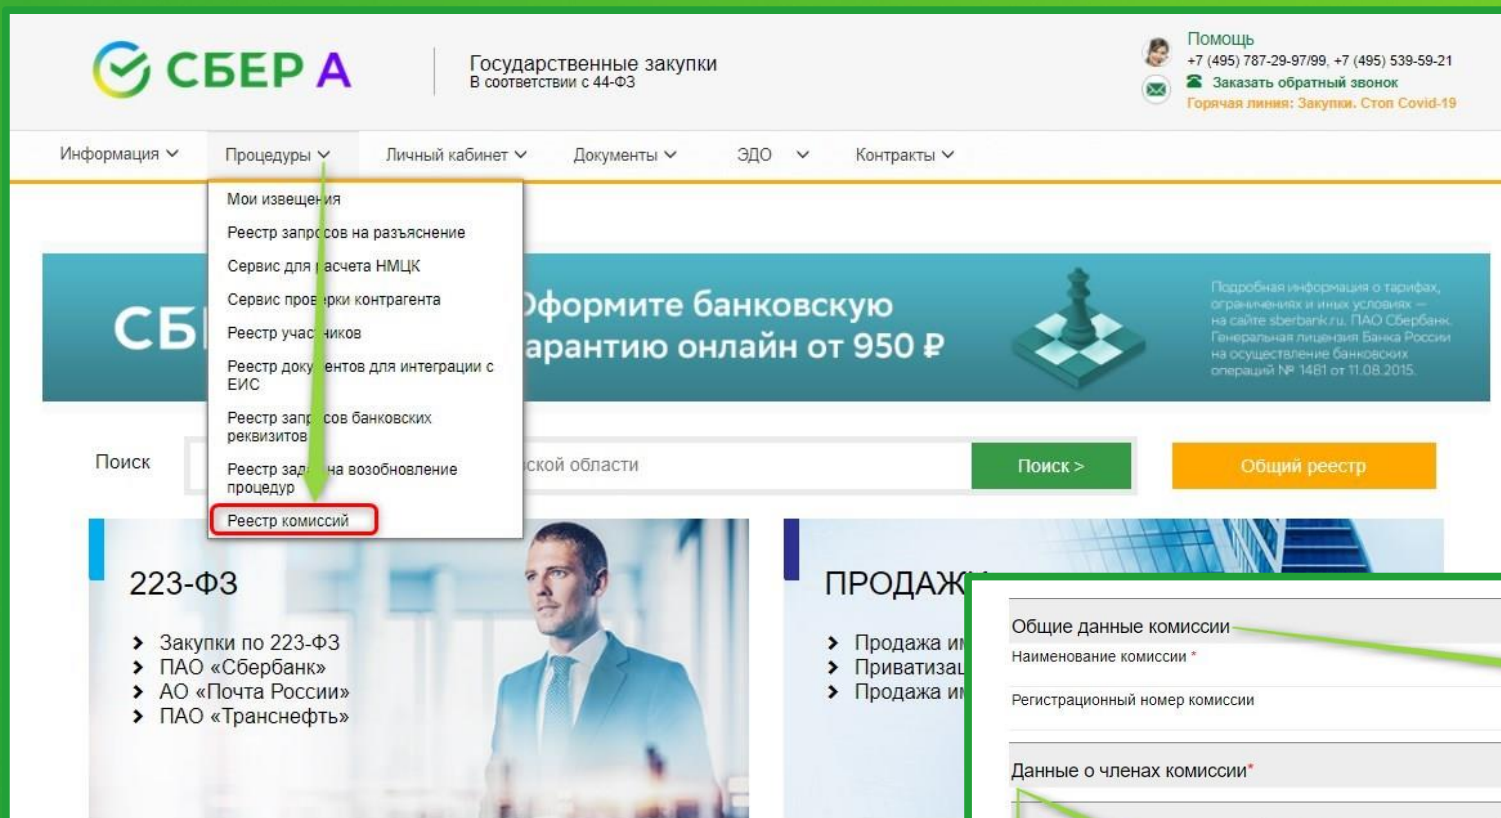 СБЕР А
Государственные закупки
В соответствии с 44-ФЗ
Помощь
+7 (495) 787-29-97/99, +7 (495) 539-59-21
Заказать обратный звонок
Горячая линия: Закупки. Стоп Covid-19
Информация
Процедуры
Личный кабинет
Документы
ЭДО
Контракты
Мои извещения
Реестр запросов на разъяснение
Сервис для расчета НМЦК
Сервис проверки контрагента
Реестр участников
Реестр документов для интеграции с
ЕИС
Реестр запросов банковских
реквизитов
Реестр задач на возобновление
процедур
Реестр комиссий
СБ
Оформите банковскую
арантию онлайн от 950 ₽
Подробная информация о тарифах,
ограничениях и иных условиях —
на сайте sberbank.ru. ПАО Сбербанк.
Генеральная лицензия Банка России
на осуществление банковских
операций № 1481 от 11.08.2015.
Поиск
ской области
Поиск >
Общий реестр
223-ФЗ
Закупки по 223-ФЗ
ПАО «Сбербанк»
АО «Почта России»
ПАО «Транснефть»
ПРОДАЖ
Продажа и
Приватизац
Продажа и
Общие данные комиссии
Наименование комиссии *
Регистрационный номер комиссии
Данные о членах комиссии*